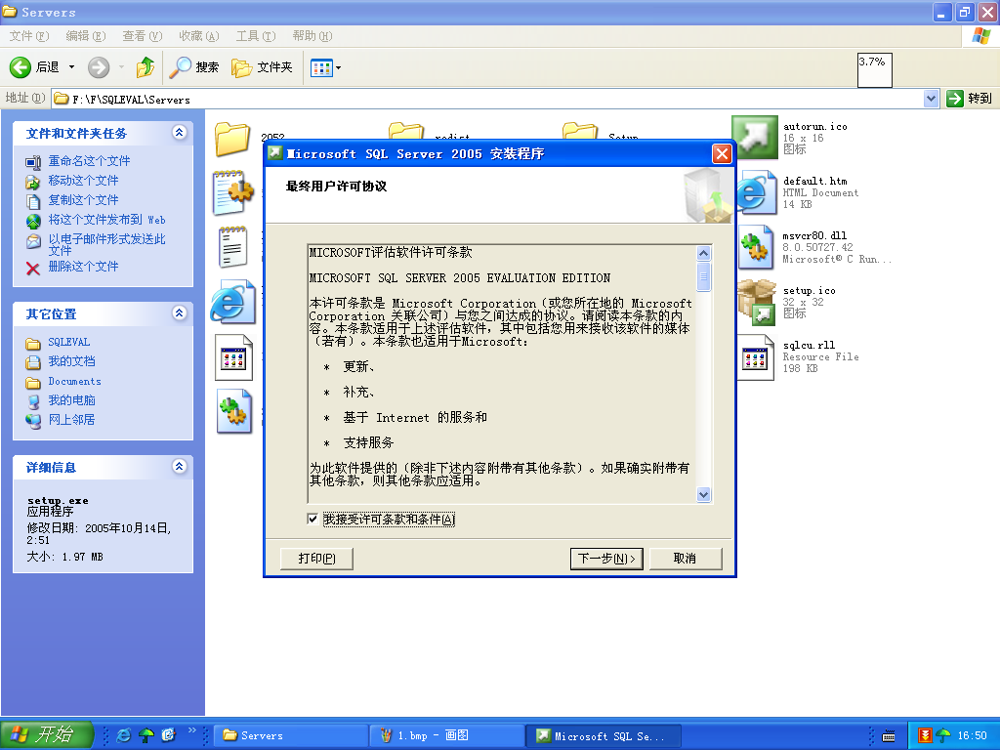 Servers
文件(F) 编辑(E) 查看(V) 收藏(A) 工具(T) 帮助(H)
后退 搜索 文件夹
3.7%
地址(D) F:\F\SQLEVAL\Servers 转到
文件和文件夹任务
重命名这个文件
移动这个文件
复制这个文件
将这个文件发布到 Web
以电子邮件形式发送此
文件
删除这个文件
其它位置
SQLEVAL
我的文档
Documents
我的电脑
网上邻居
详细信息
setup.exe
应用程序
修改日期: 2005年10月14日,
2:51
大小: 1.97 MB
autorun.ico
16 x 16
图标
default.htm
HTML Document
14 KB
msvcr80.dll
8.0.50727.42
Microsoft® C Run...
setup.ico
32 x 32
图标
sqlcu.rll
Resource File
198 KB
Microsoft SQL Server 2005 安装程序
最终用户许可协议
MICROSOFT评估软件许可条款
MICROSOFT SQL SERVER 2005 EVALUATION EDITION
本许可条款是 Microsoft Corporation（或您所在地的 Microsoft
Corporation 关联公司）与您之间达成的协议。请阅读本条款的内
容。本条款适用于上述评估软件，其中包括您用来接收该软件的媒体
（若有）。本条款也适用于Microsoft：
* 更新、
* 补充、
* 基于 Internet 的服务和
* 支持服务
为此软件提供的（除非下述内容附带有其他条款）。如果确实附带有
其他条款，则其他条款应适用。
我接受许可条款和条件(A)
打印(P) 下一步(N)> 取消
开始 Servers 1.bmp - 画图 Microsoft SQL Se... 16:50